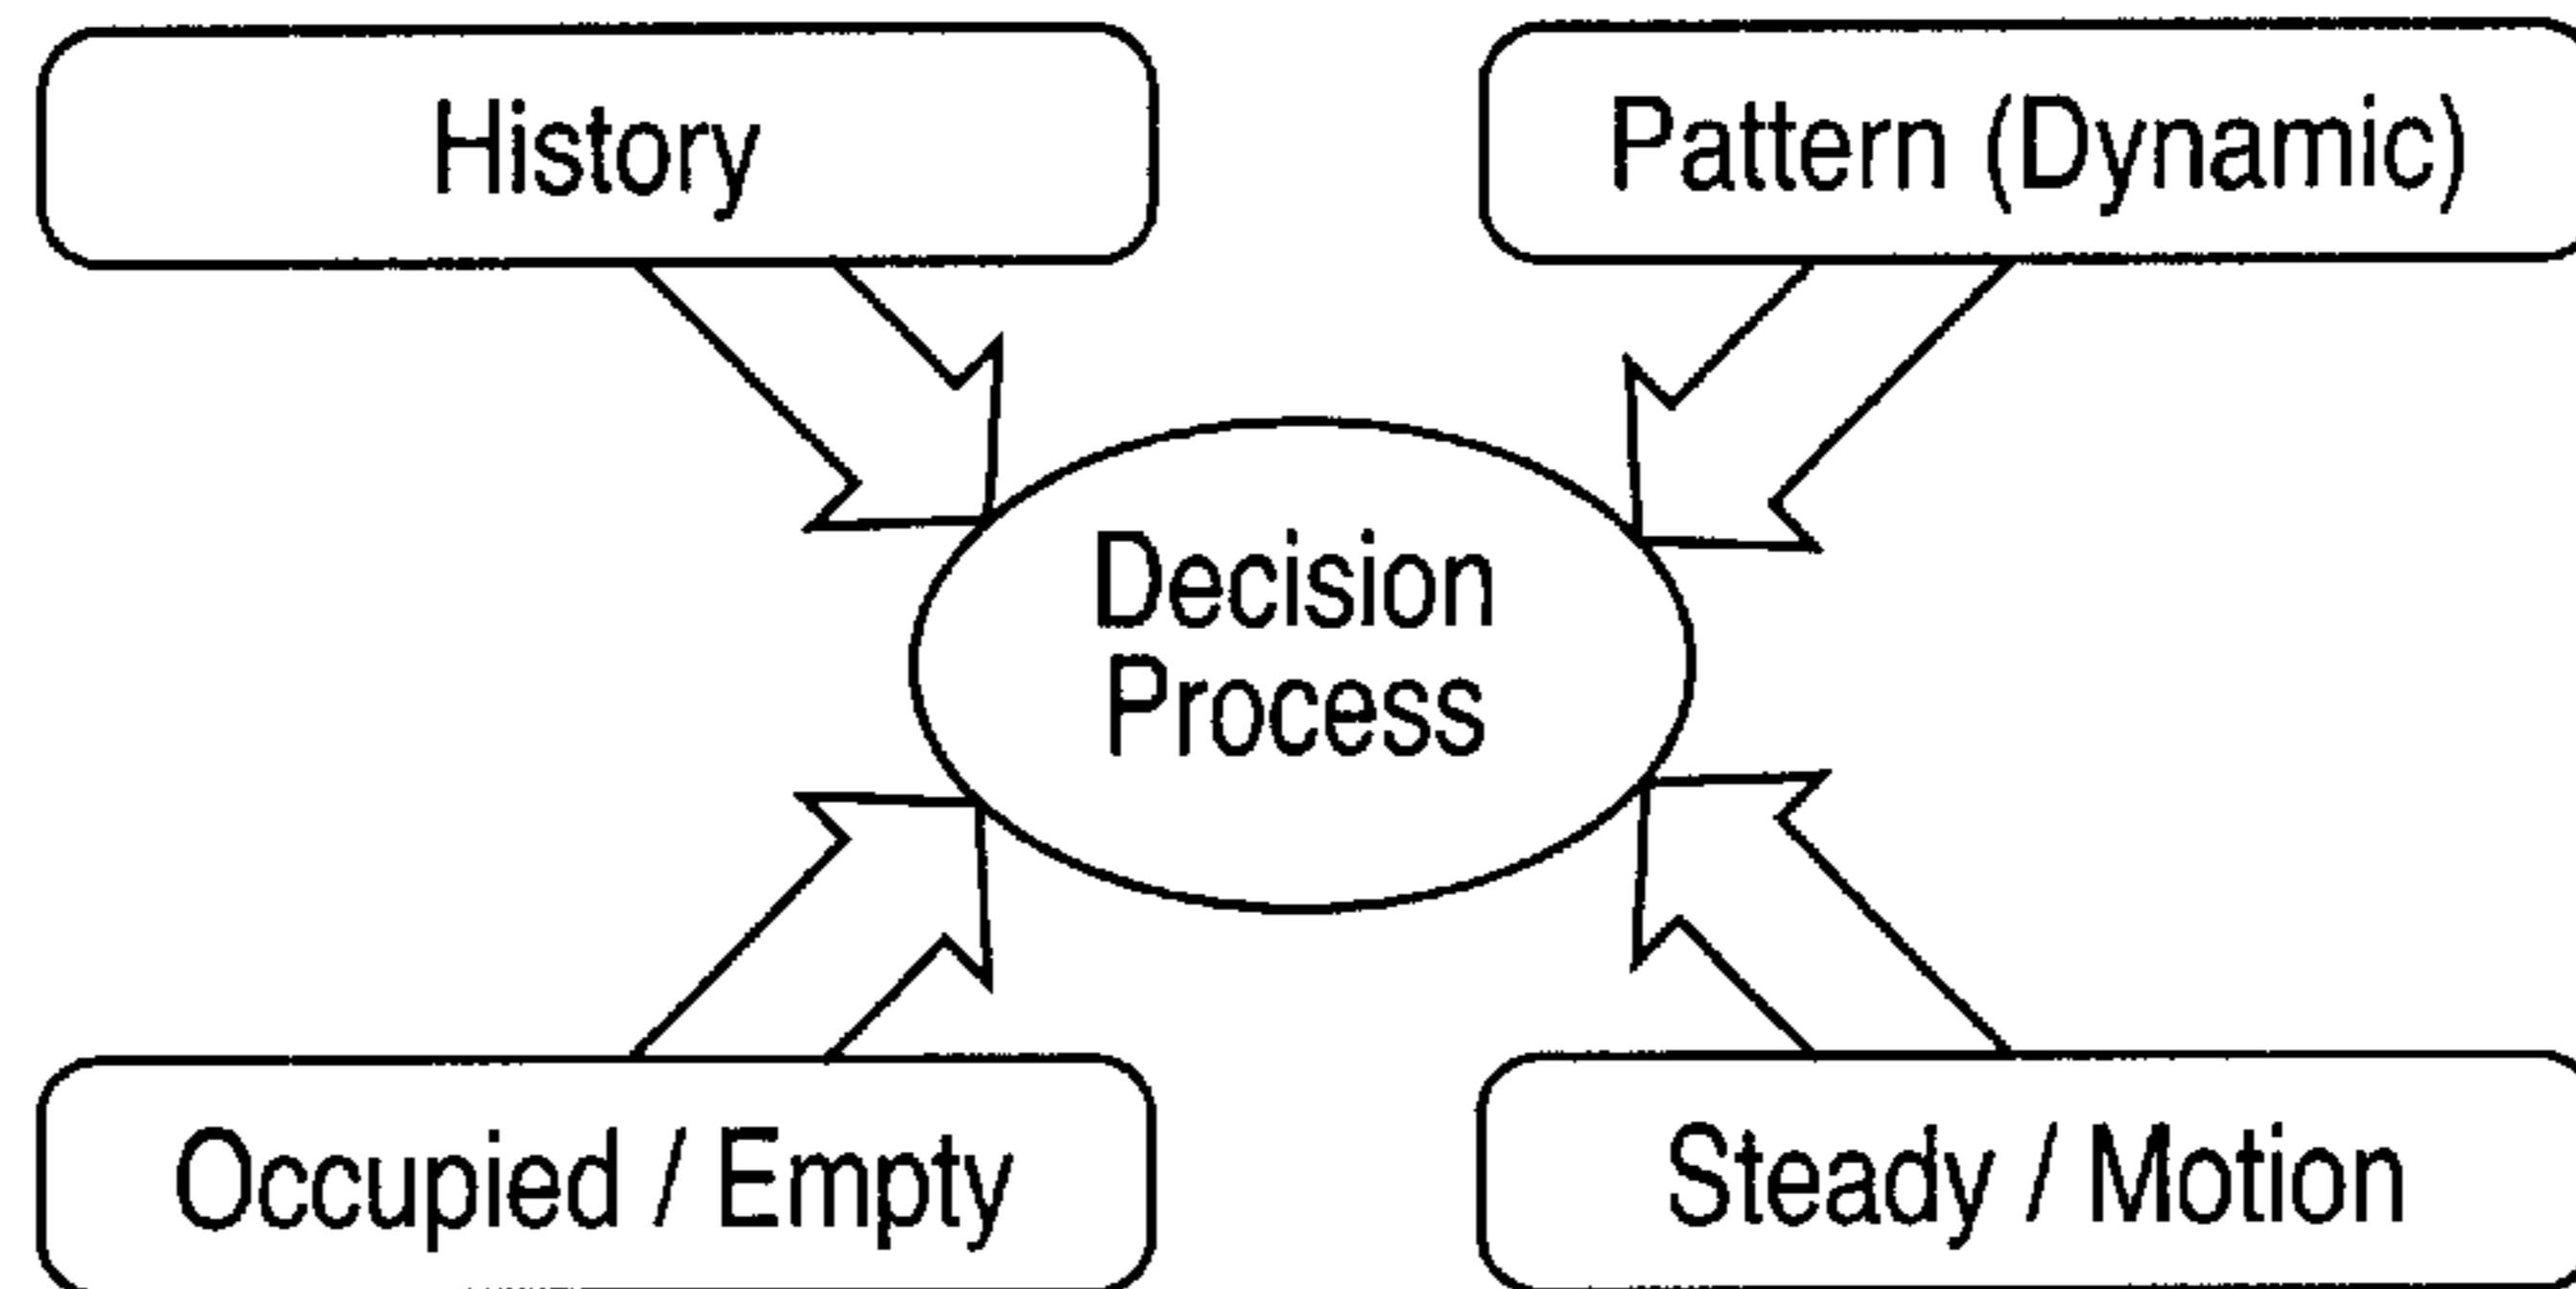 History
Pattern (Dynamic)
Decision
Process
Occupied / Empty
Steady / Motion